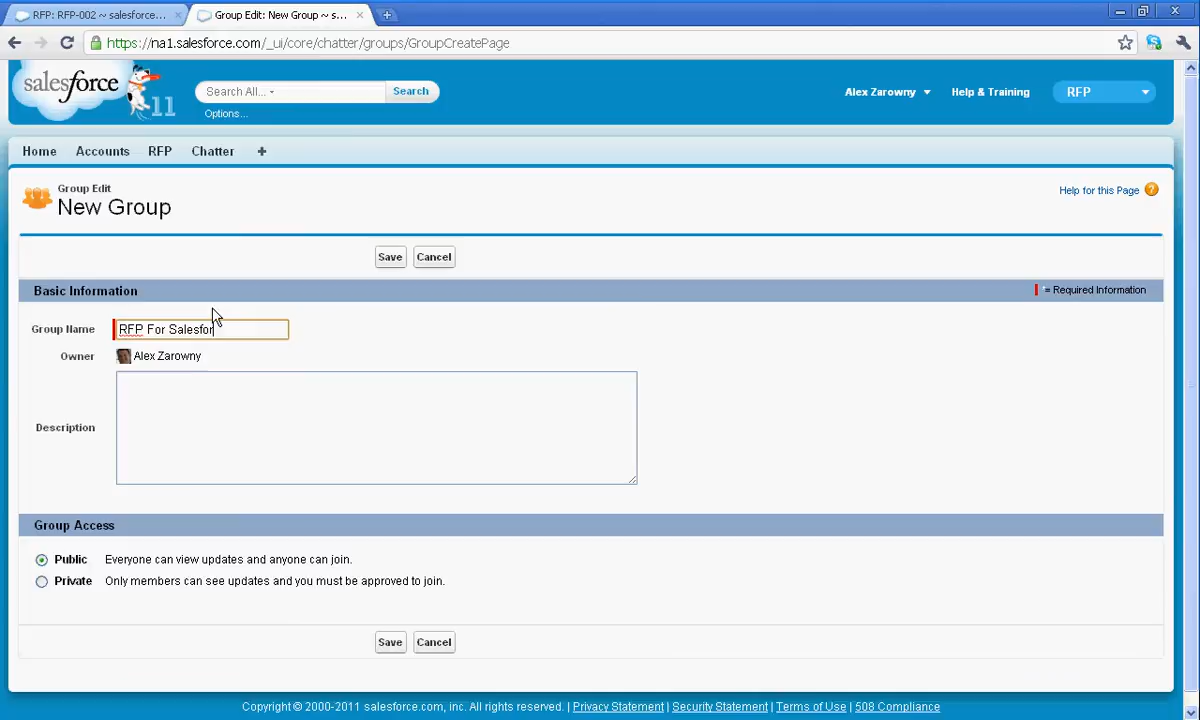 RFP: RFP-002 ~ salesforce...
Group Edit: New Group ~ s...
https://na1.salesforce.com/_ui/core/chatter/groups/GroupCreatePage
salesforce
11
Search All...
Search
Options...
Alex Zarowny
Help & Training
RFP
Home
Accounts
RFP
Chatter
Group Edit
New Group
Help for this Page
Save
Cancel
Basic Information
= Required Information
Group Name
RFP For Salesfor
Owner
Alex Zarowny
Description
Group Access
Public Everyone can view updates and anyone can join.
Private Only members can see updates and you must be approved to join.
Save
Cancel
Copyright © 2000-2011 salesforce.com, inc. All rights reserved. | Privacy Statement | Security Statement | Terms of Use | 508 Compliance